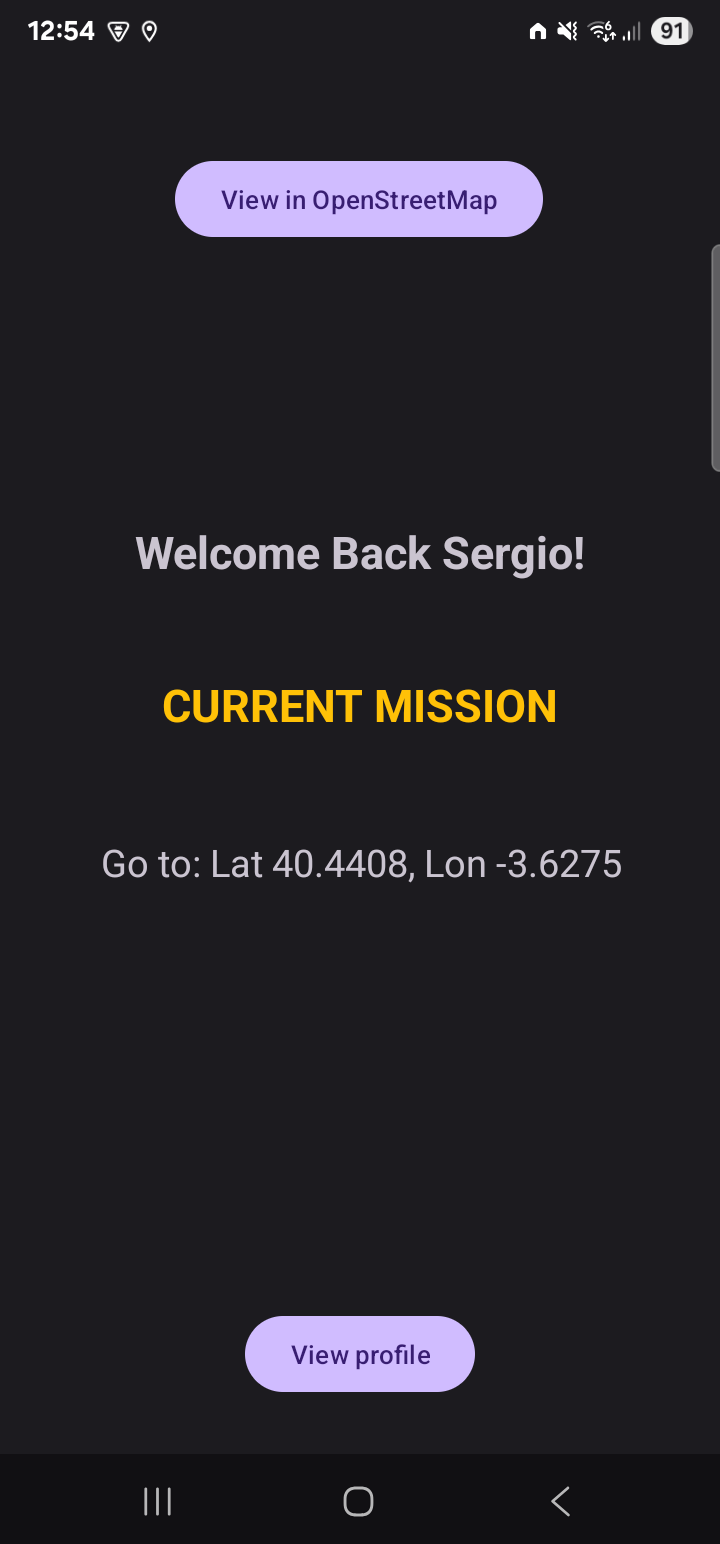 12:54
6
91
View in OpenStreetMap
Welcome Back Sergio!
CURRENT MISSION
Go to: Lat 40.4408, Lon -3.6275
View profile